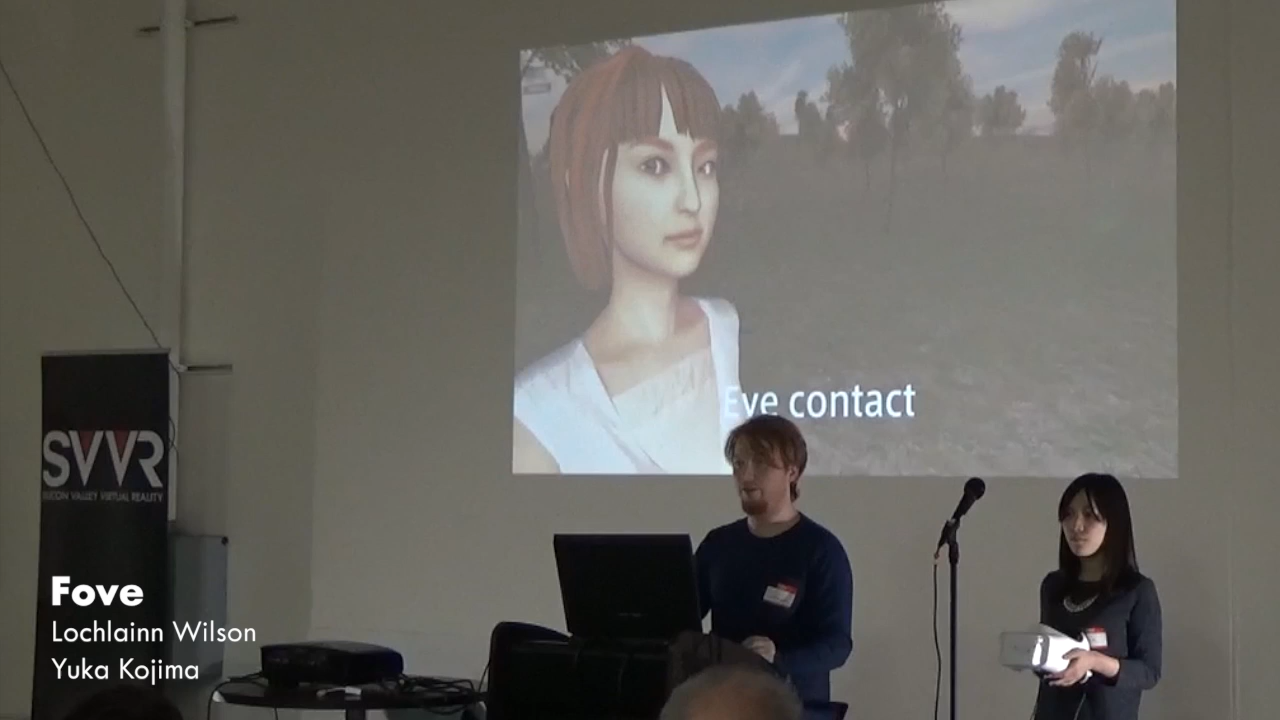 Eye contact
SVVR
SILICON VALLEY VIRTUAL REALITY
Fove
Lochlainn Wilson
Yuka Kojima